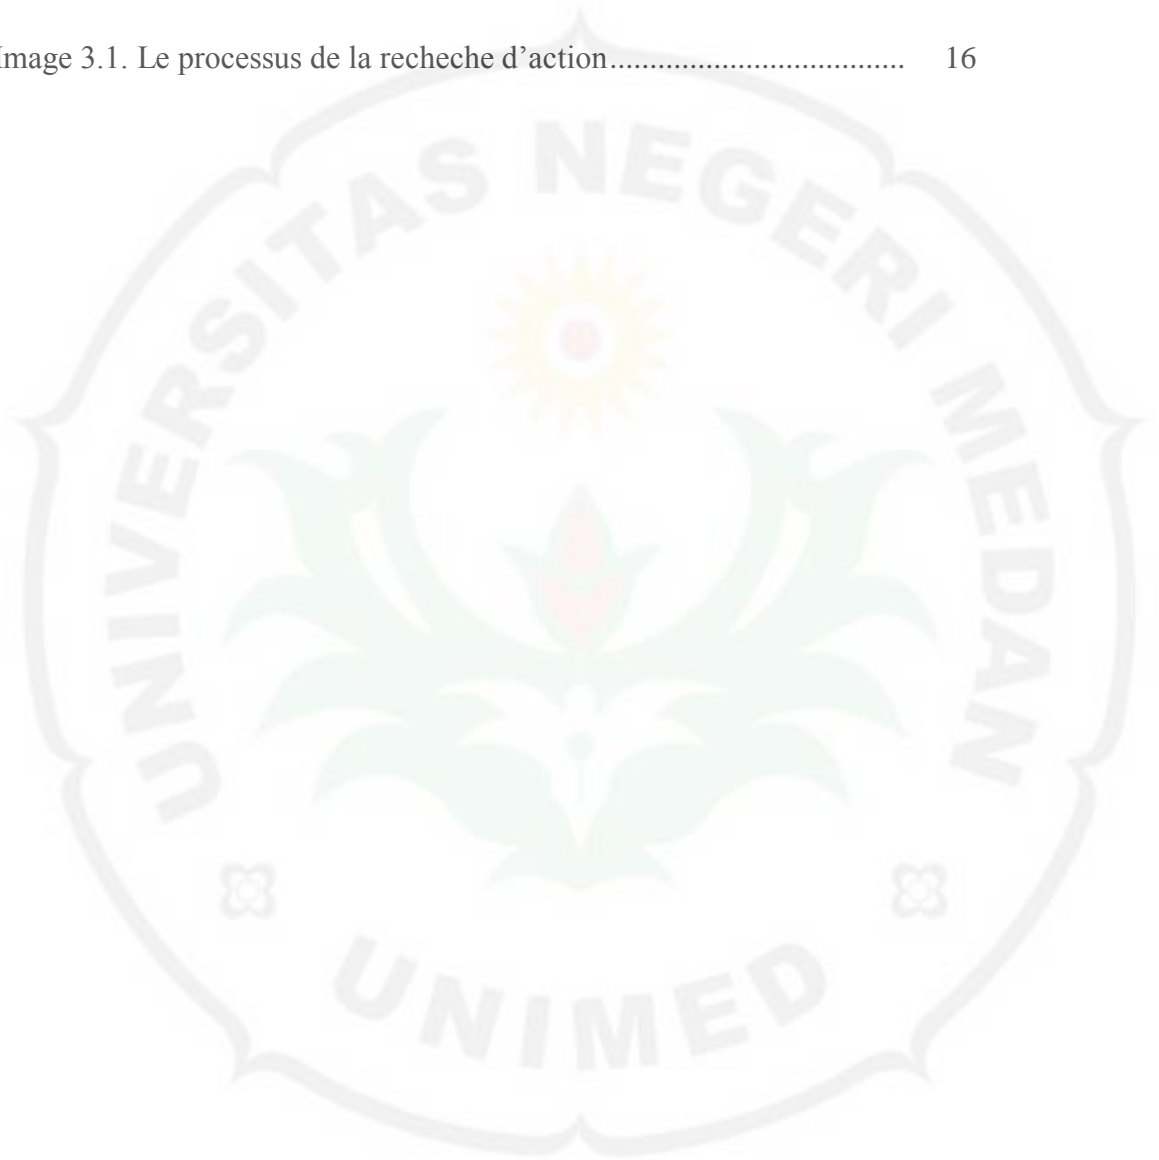 Image 3.1. Le processus de la recheche d’action.................................... 16
UNIVERSITAS NEGERI MEDAN
UNIMED